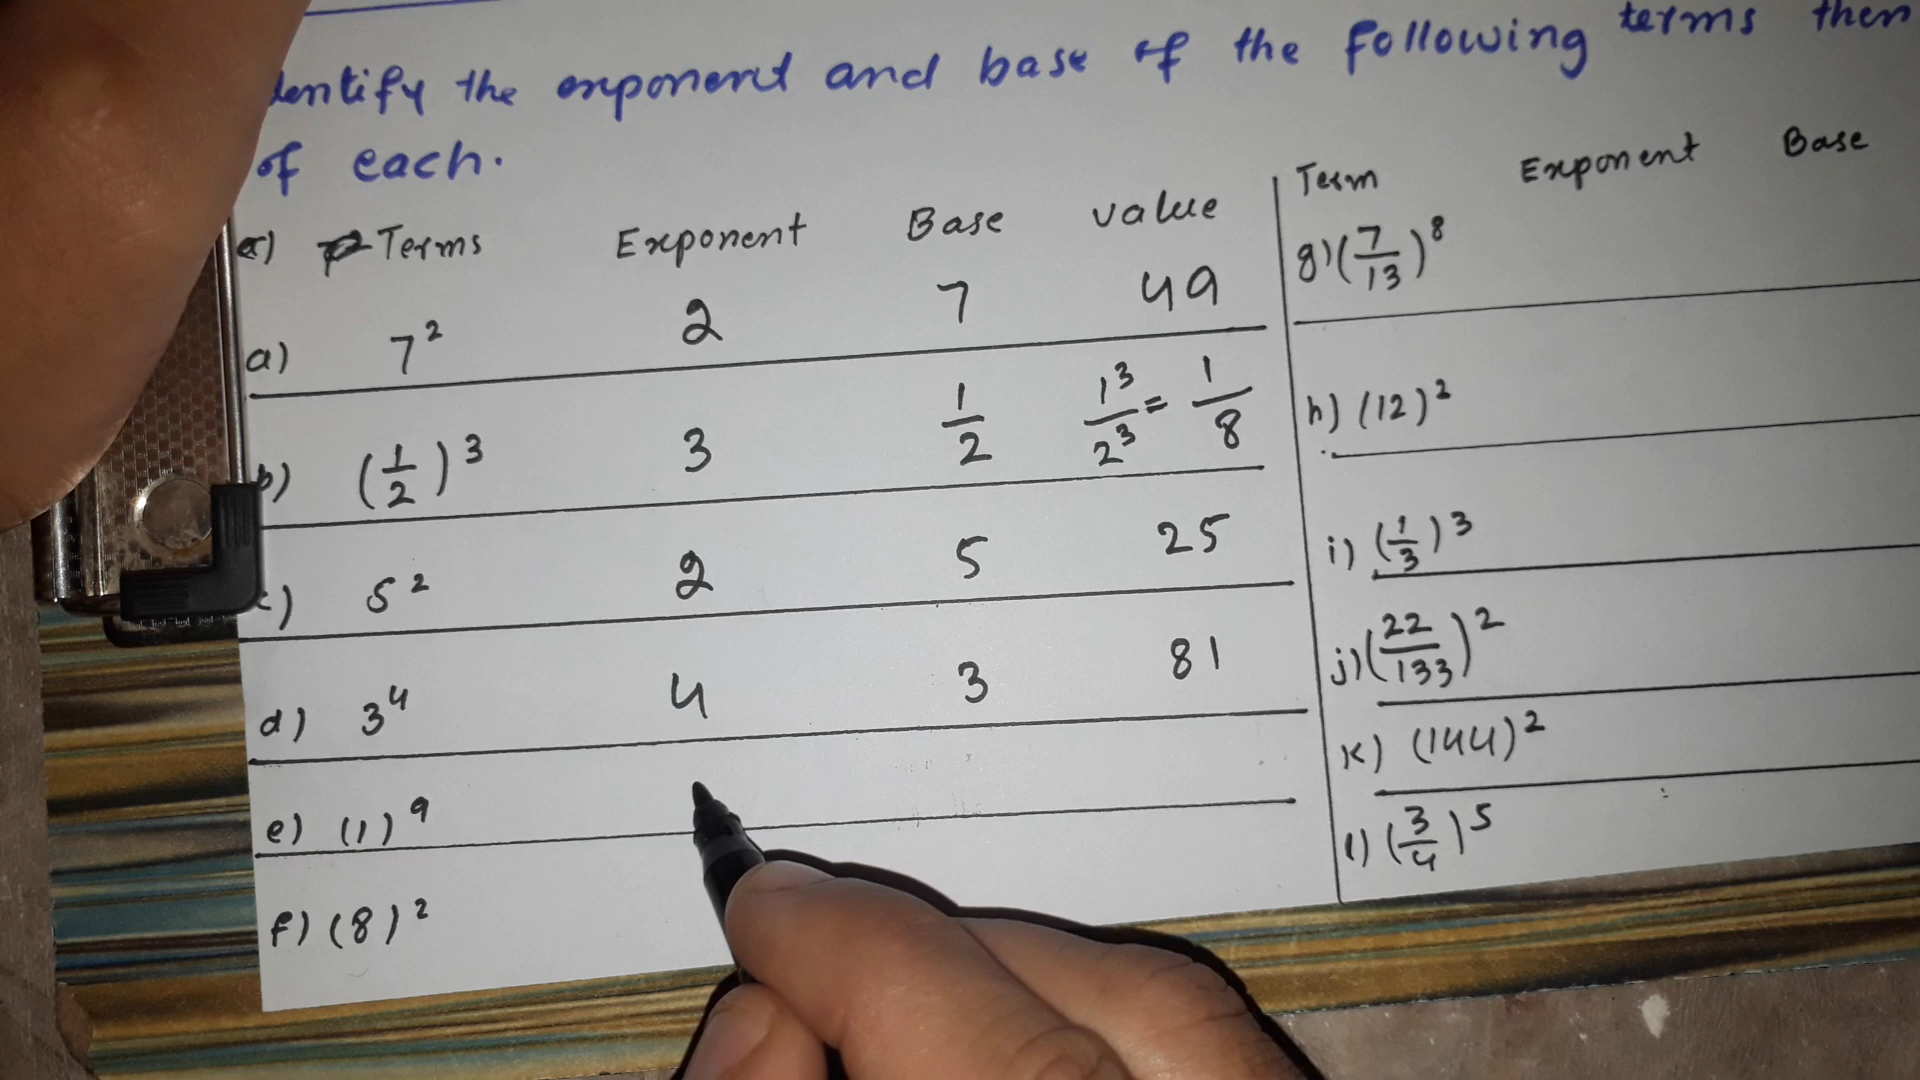 dentify the exponent and base of the following terms then
of each.
a) Terms Exponent Base value
a) 7² 2 7 49
b) (1/2)³ 3 1/2 1³/2³ = 1/8
c) 5² 2 5 25
d) 3⁴ 4 3 81
e) (1)⁹
f) (8)²
Term Exponent Base
g) (7/13)⁸
h) (12)²
i) (1/3)³
j) (22/133)²
k) (144)²
l) (3/4)⁵